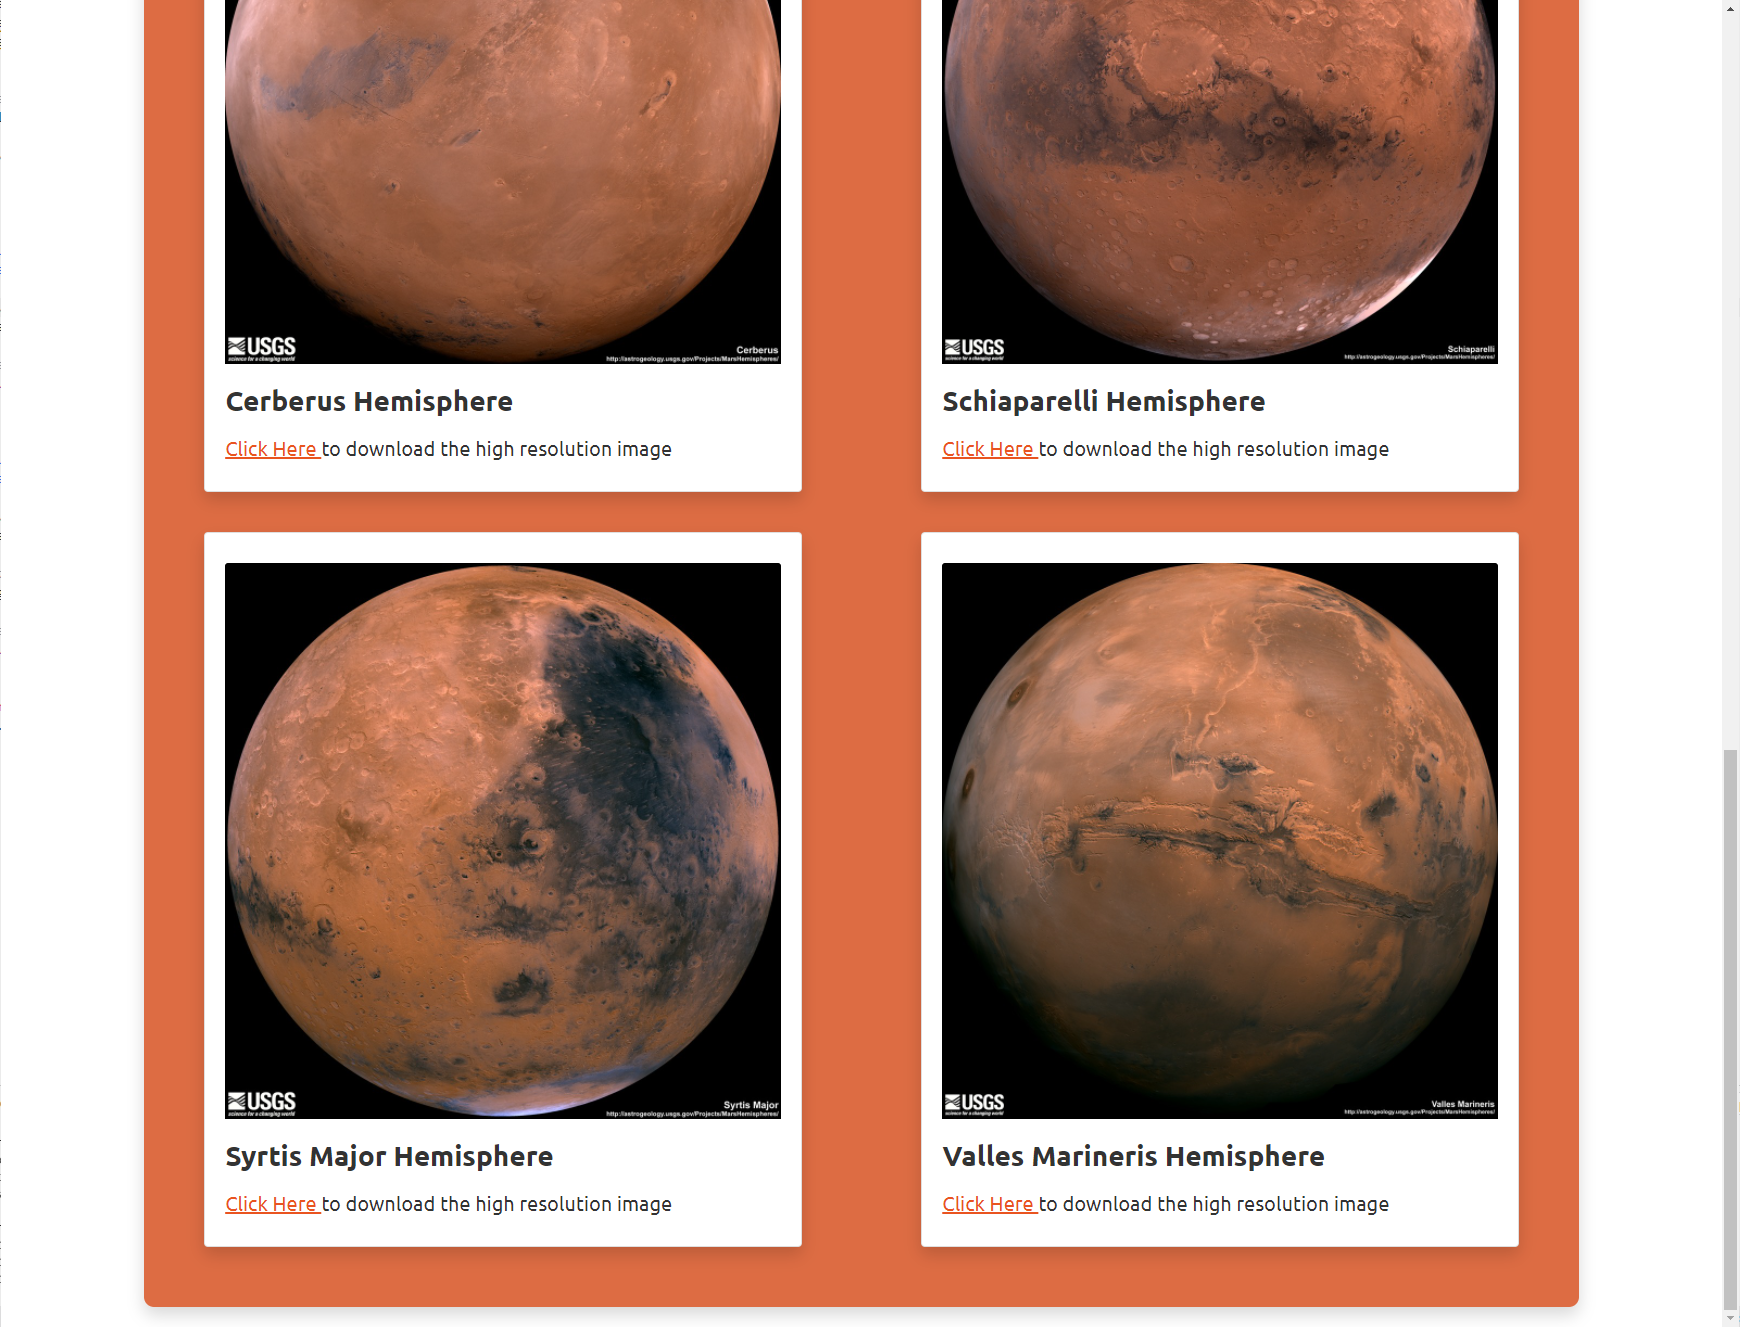 USGS
science for a changing world
Cerberus
http://astrogeology.usgs.gov/Projects/MarsHemispheres/
USGS
science for a changing world
Schiaparelli
http://astrogeology.usgs.gov/Projects/MarsHemispheres/
Cerberus Hemisphere
Click Here to download the high resolution image
Schiaparelli Hemisphere
Click Here to download the high resolution image
USGS
science for a changing world
Syrtis Major
http://astrogeology.usgs.gov/Projects/MarsHemispheres/
USGS
science for a changing world
Valles Marineris
http://astrogeology.usgs.gov/Projects/MarsHemispheres/
Syrtis Major Hemisphere
Click Here to download the high resolution image
Valles Marineris Hemisphere
Click Here to download the high resolution image